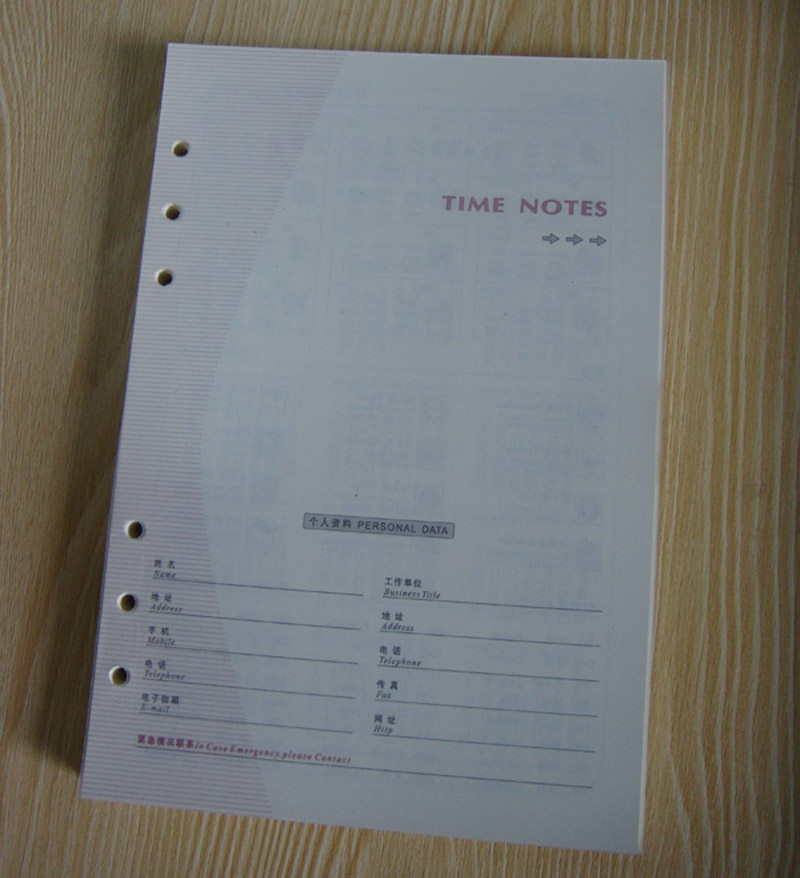 TIME NOTES
个人资料 PERSONAL DATA
姓名
Name
地址
Address
手机
Mobile
电话
Telephone
电子信箱
E-mail
工作单位
Business Title
地址
Address
电话
Telephone
传真
Fax
网址
Http
紧急情况联系 In Case Emergency, please Contact